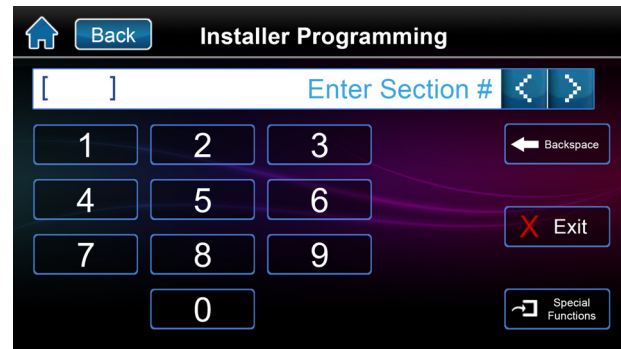 Back Installer Programming
[ ] Enter Section # < >
1 2 3 Backspace
4 5 6
X Exit
7 8 9
0 Special
Functions